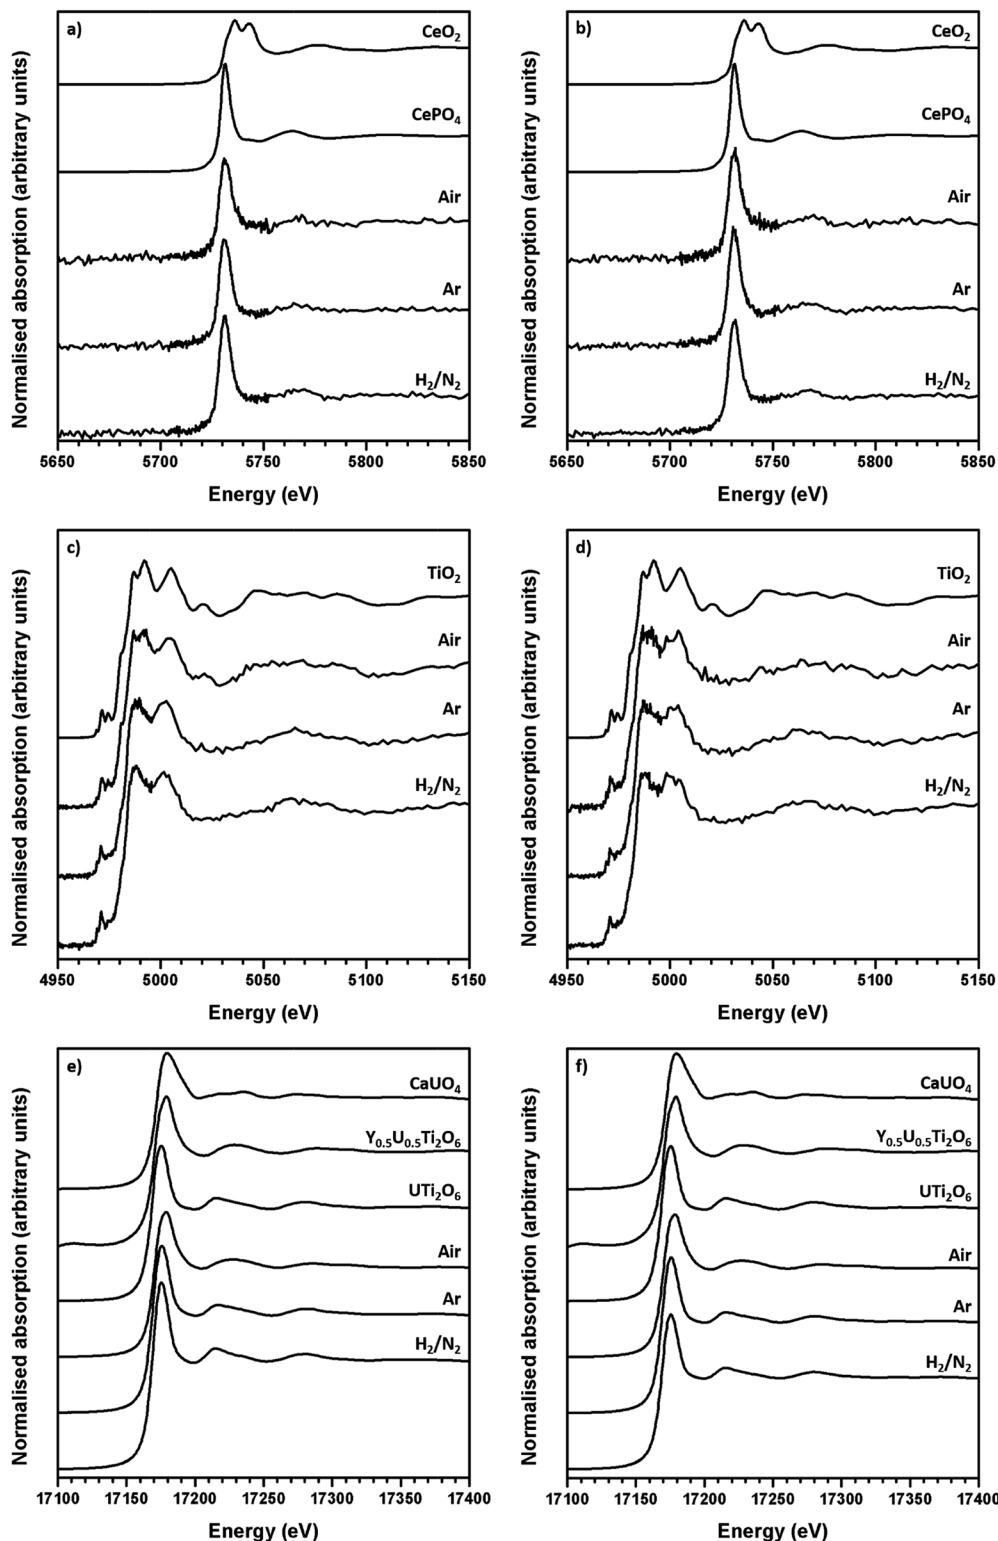 a)
CeO₂
CePO₄
Air
Ar
H₂/N₂
Normalised absorption (arbitrary units)
5650 5700 5750 5800 5850
Energy (eV)
b)
CeO₂
CePO₄
Air
Ar
H₂/N₂
Normalised absorption (arbitrary units)
5650 5700 5750 5800 5850
Energy (eV)
c)
TiO₂
Air
Ar
H₂/N₂
Normalised absorption (arbitrary units)
4950 5000 5050 5100 5150
Energy (eV)
d)
TiO₂
Air
Ar
H₂/N₂
Normalised absorption (arbitrary units)
4950 5000 5050 5100 5150
Energy (eV)
e)
CaUO₄
Y₀.₅U₀.₅Ti₂O₆
UTi₂O₆
Air
Ar
H₂/N₂
Normalised absorption (arbitrary units)
17100 17150 17200 17250 17300 17350 17400
Energy (eV)
f)
CaUO₄
Y₀.₅U₀.₅Ti₂O₆
UTi₂O₆
Air
Ar
H₂/N₂
Normalised absorption (arbitrary units)
17100 17150 17200 17250 17300 17350 17400
Energy (eV)